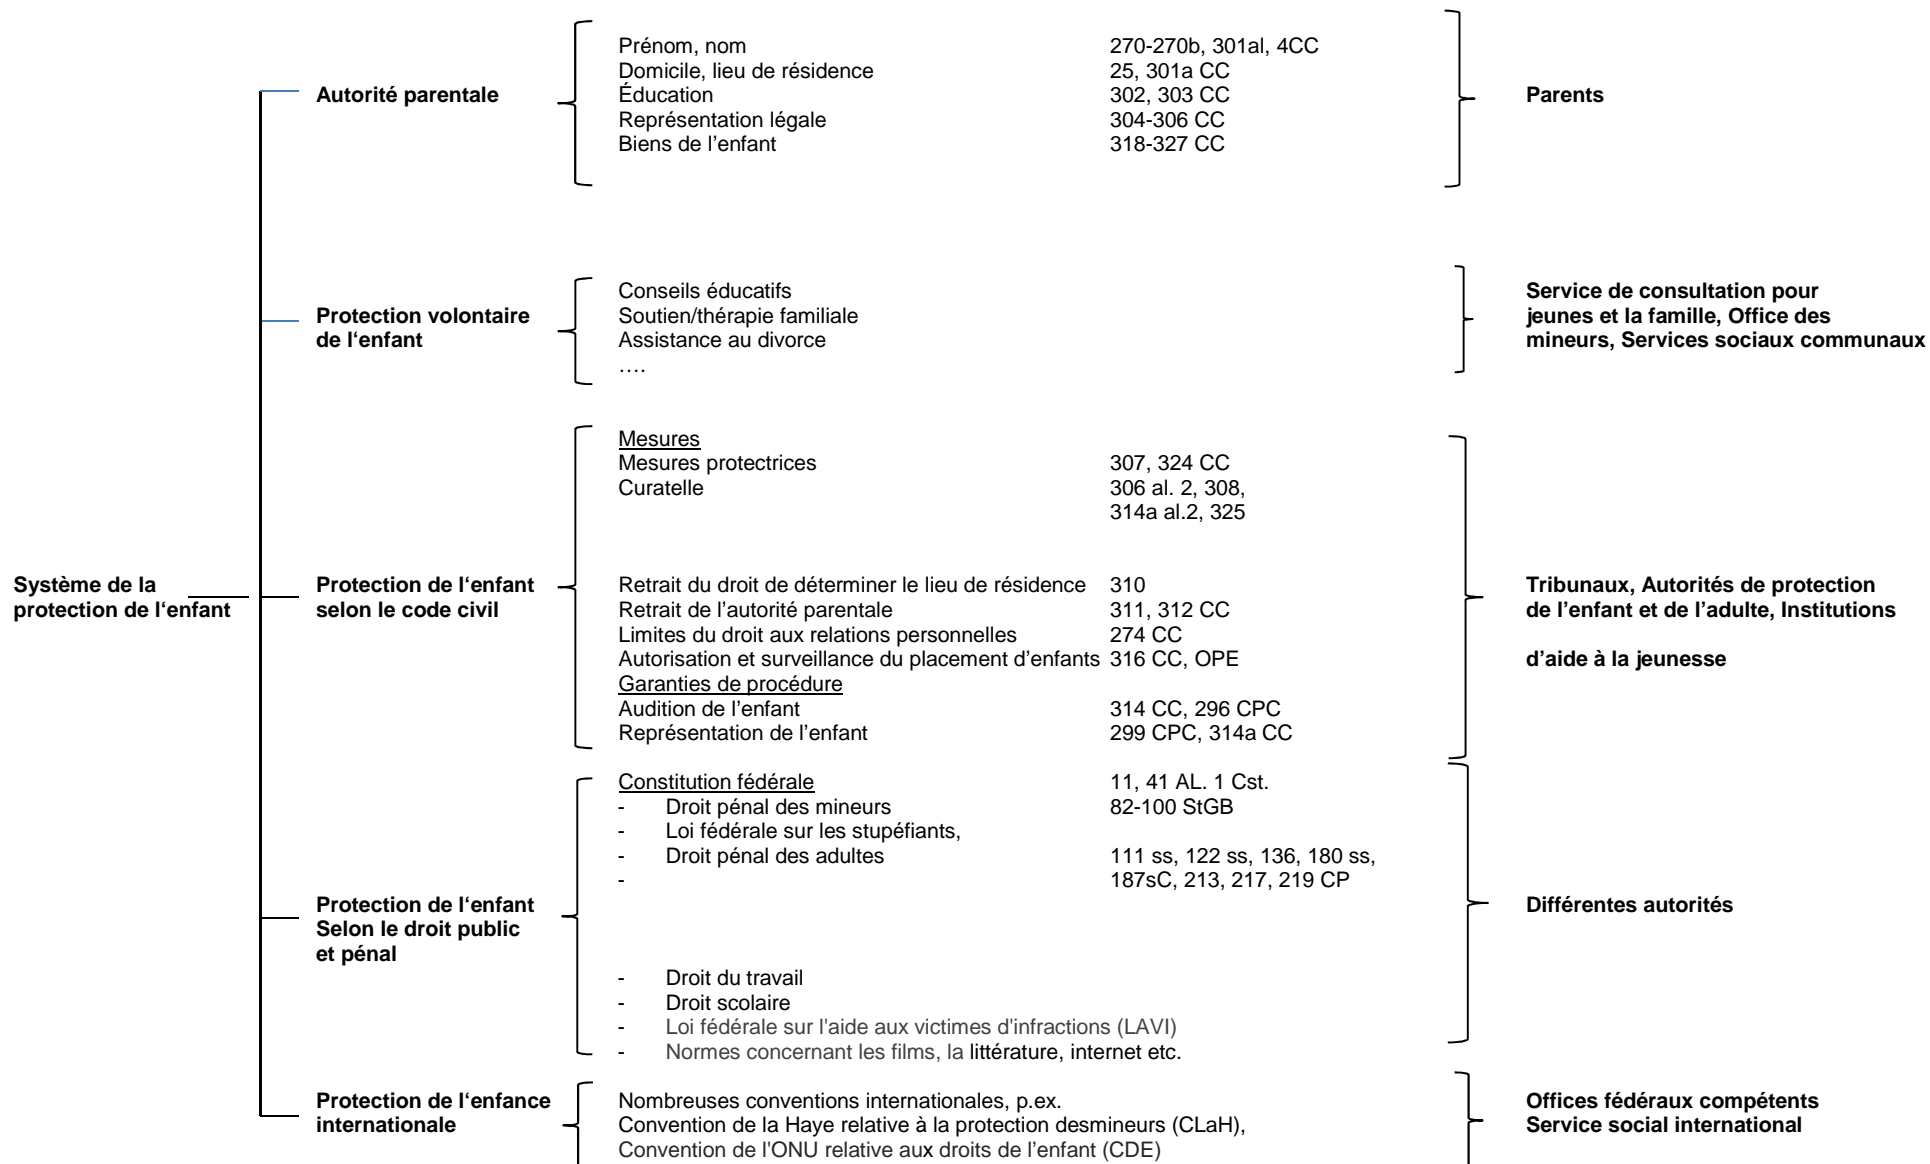 Prénom, nom 270-270b, 301al, 4CC
Domicile, lieu de résidence 25, 301a CC
Autorité parentale Éducation 302, 303 CC Parents
Représentation légale 304-306 CC
Biens de l’enfant 318-327 CC
Conseils éducatifs Service de consultation pour
Protection volontaire Soutien/thérapie familiale jeunes et la famille, Office des
de l‘enfant Assistance au divorce mineurs, Services sociaux communaux
….
Mesures
Mesures protectrices 307, 324 CC
Curatelle 306 al. 2, 308,
314a al.2, 325
Système de la Protection de l‘enfant Retrait du droit de déterminer le lieu de résidence 310 Tribunaux, Autorités de protection
protection de l‘enfant selon le code civil Retrait de l’autorité parentale 311, 312 CC de l’enfant et de l’adulte, Institutions
Limites du droit aux relations personnelles 274 CC
Autorisation et surveillance du placement d’enfants 316 CC, OPE d’aide à la jeunesse
Garanties de procédure
Audition de l’enfant 314 CC, 296 CPC
Représentation de l’enfant 299 CPC, 314a CC
Constitution fédérale 11, 41 AL. 1 Cst.
- Droit pénal des mineurs 82-100 StGB
- Loi fédérale sur les stupéfiants,
- Droit pénal des adultes 111 ss, 122 ss, 136, 180 ss,
- 187sC, 213, 217, 219 CP
Protection de l‘enfant Différentes autorités
Selon le droit public
et pénal
- Droit du travail
- Droit scolaire
- Loi fédérale sur l'aide aux victimes d'infractions (LAVI)
- Normes concernant les films, la littérature, internet etc.
Protection de l‘enfance Nombreuses conventions internationales, p.ex. Offices fédéraux compétents
internationale Convention de la Haye relative à la protection desmineurs (CLaH), Service social international
Convention de l'ONU relative aux droits de l’enfant (CDE)